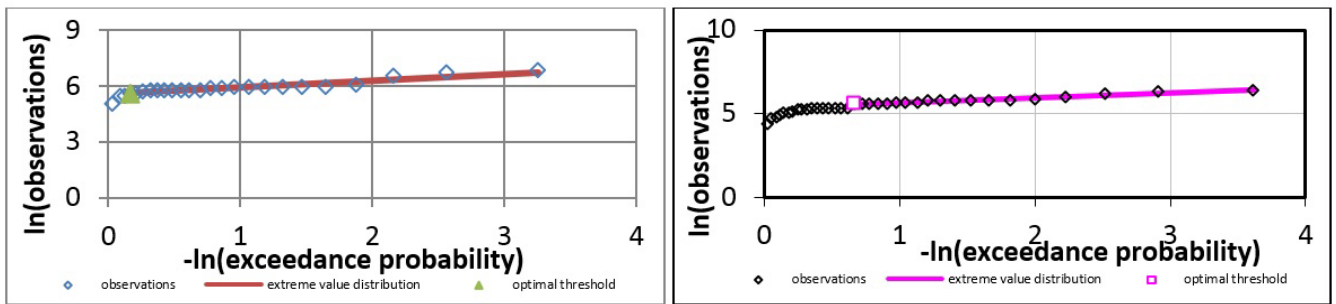 ln(observations)
9
6
3
0
0 1 2 3 4
-ln(exceedance probability)
observations extreme value distribution optimal threshold
ln(observations)
10
5
0
0 1 2 3 4
-ln(exceedance probability)
observations extreme value distribution optimal threshold